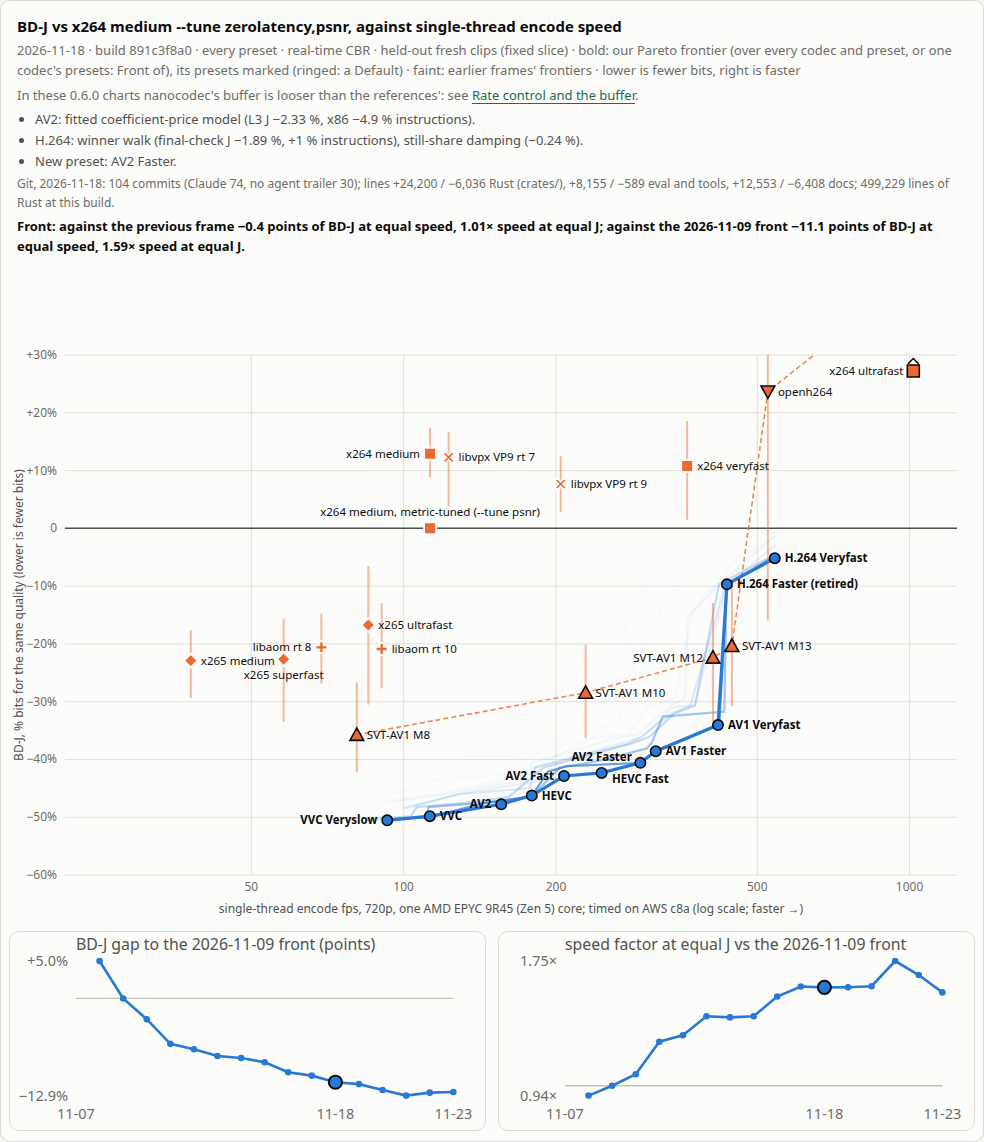 BD-J vs x264 medium --tune zerolatency,psnr, against single-thread encode speed
2026-11-18 · build 891c3f8a0 · every preset · real-time CBR · held-out fresh clips (fixed slice) · bold: our Pareto frontier (over every codec and preset, or one
codec's presets: Front of), its presets marked (ringed: a Default) · faint: earlier frames' frontiers · lower is fewer bits, right is faster
In these 0.6.0 charts nanocodec's buffer is looser than the references': see Rate control and the buffer.
• AV2: fitted coefficient-price model (L3 J −2.33 %, x86 −4.9 % instructions).
• H.264: winner walk (final-check J −1.89 %, +1 % instructions), still-share damping (−0.24 %).
• New preset: AV2 Faster.
Git, 2026-11-18: 104 commits (Claude 74, no agent trailer 30); lines +24,200 / −6,036 Rust (crates/), +8,155 / −589 eval and tools, +12,553 / −6,408 docs; 499,229 lines of
Rust at this build.
Front: against the previous frame −0.4 points of BD-J at equal speed, 1.01× speed at equal J; against the 2026-11-09 front −11.1 points of BD-J at
equal speed, 1.59× speed at equal J.
+30%
x264 ultrafast
openh264
+20%
x264 medium
libvpx VP9 rt 7
x264 veryfast
+10%
libvpx VP9 rt 9
x264 medium, metric-tuned (--tune psnr)
0
H.264 Veryfast
−10%
H.264 Faster (retired)
x265 ultrafast
−20%
libaom rt 8
libaom rt 10
SVT-AV1 M13
x265 medium
SVT-AV1 M12
x265 superfast
SVT-AV1 M10
−30%
AV1 Veryfast
SVT-AV1 M8
AV1 Faster
AV2 Faster
−40%
AV2 Fast
HEVC Fast
HEVC
AV2
VVC
VVC Veryslow
−50%
−60%
BD-J, % bits for the same quality (lower is fewer bits)
50
100
200
500
1000
single-thread encode fps, 720p, one AMD EPYC 9R45 (Zen 5) core; timed on AWS c8a (log scale; faster →)
BD-J gap to the 2026-11-09 front (points)
+5.0%
−12.9%
11-07
11-18
11-23
speed factor at equal J vs the 2026-11-09 front
1.75×
0.94×
11-07
11-18
11-23